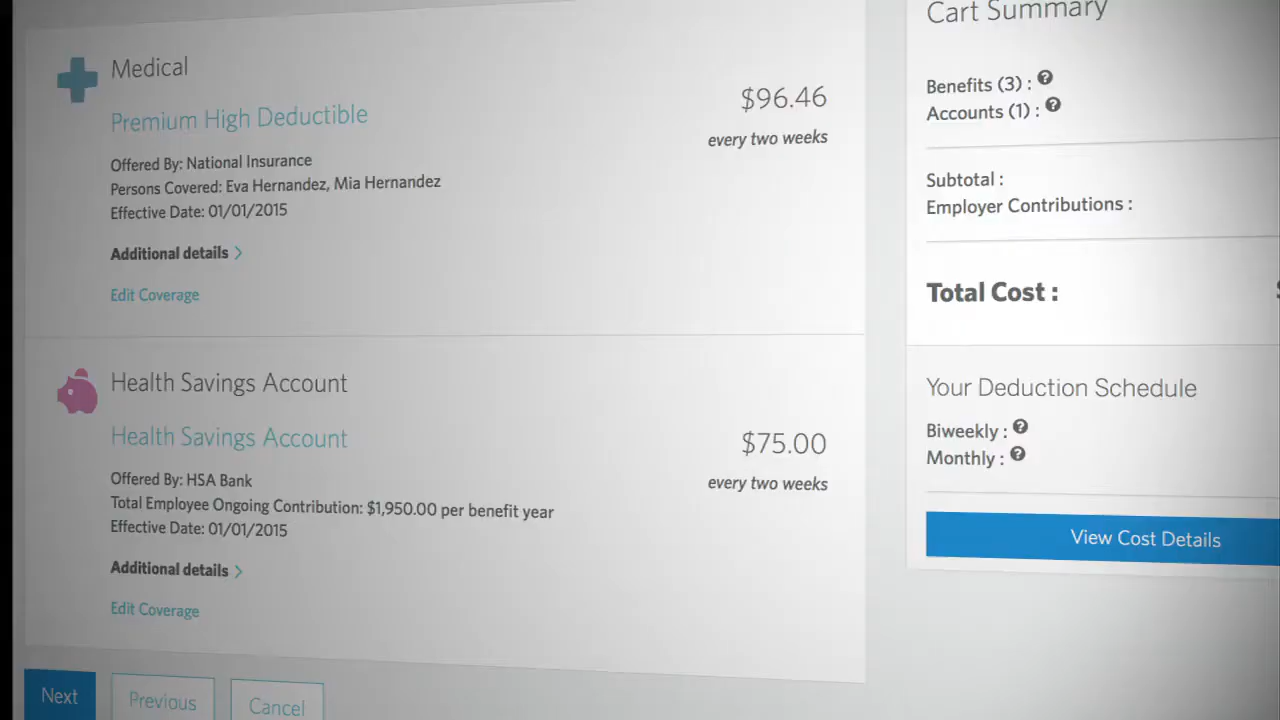 Medical
Premium High Deductible
$96.46
every two weeks
Offered By: National Insurance
Persons Covered: Eva Hernandez, Mia Hernandez
Effective Date: 01/01/2015
Additional details >
Edit Coverage
Health Savings Account
Health Savings Account
$75.00
every two weeks
Offered By: HSA Bank
Total Employee Ongoing Contribution: $1,950.00 per benefit year
Effective Date: 01/01/2015
Additional details >
Edit Coverage
Next
Previous
Cancel
Cart Summary
Benefits (3) : ?
Accounts (1) : ?
Subtotal :
Employer Contributions :
Total Cost :
Your Deduction Schedule
Biweekly : ?
Monthly : ?
View Cost Details